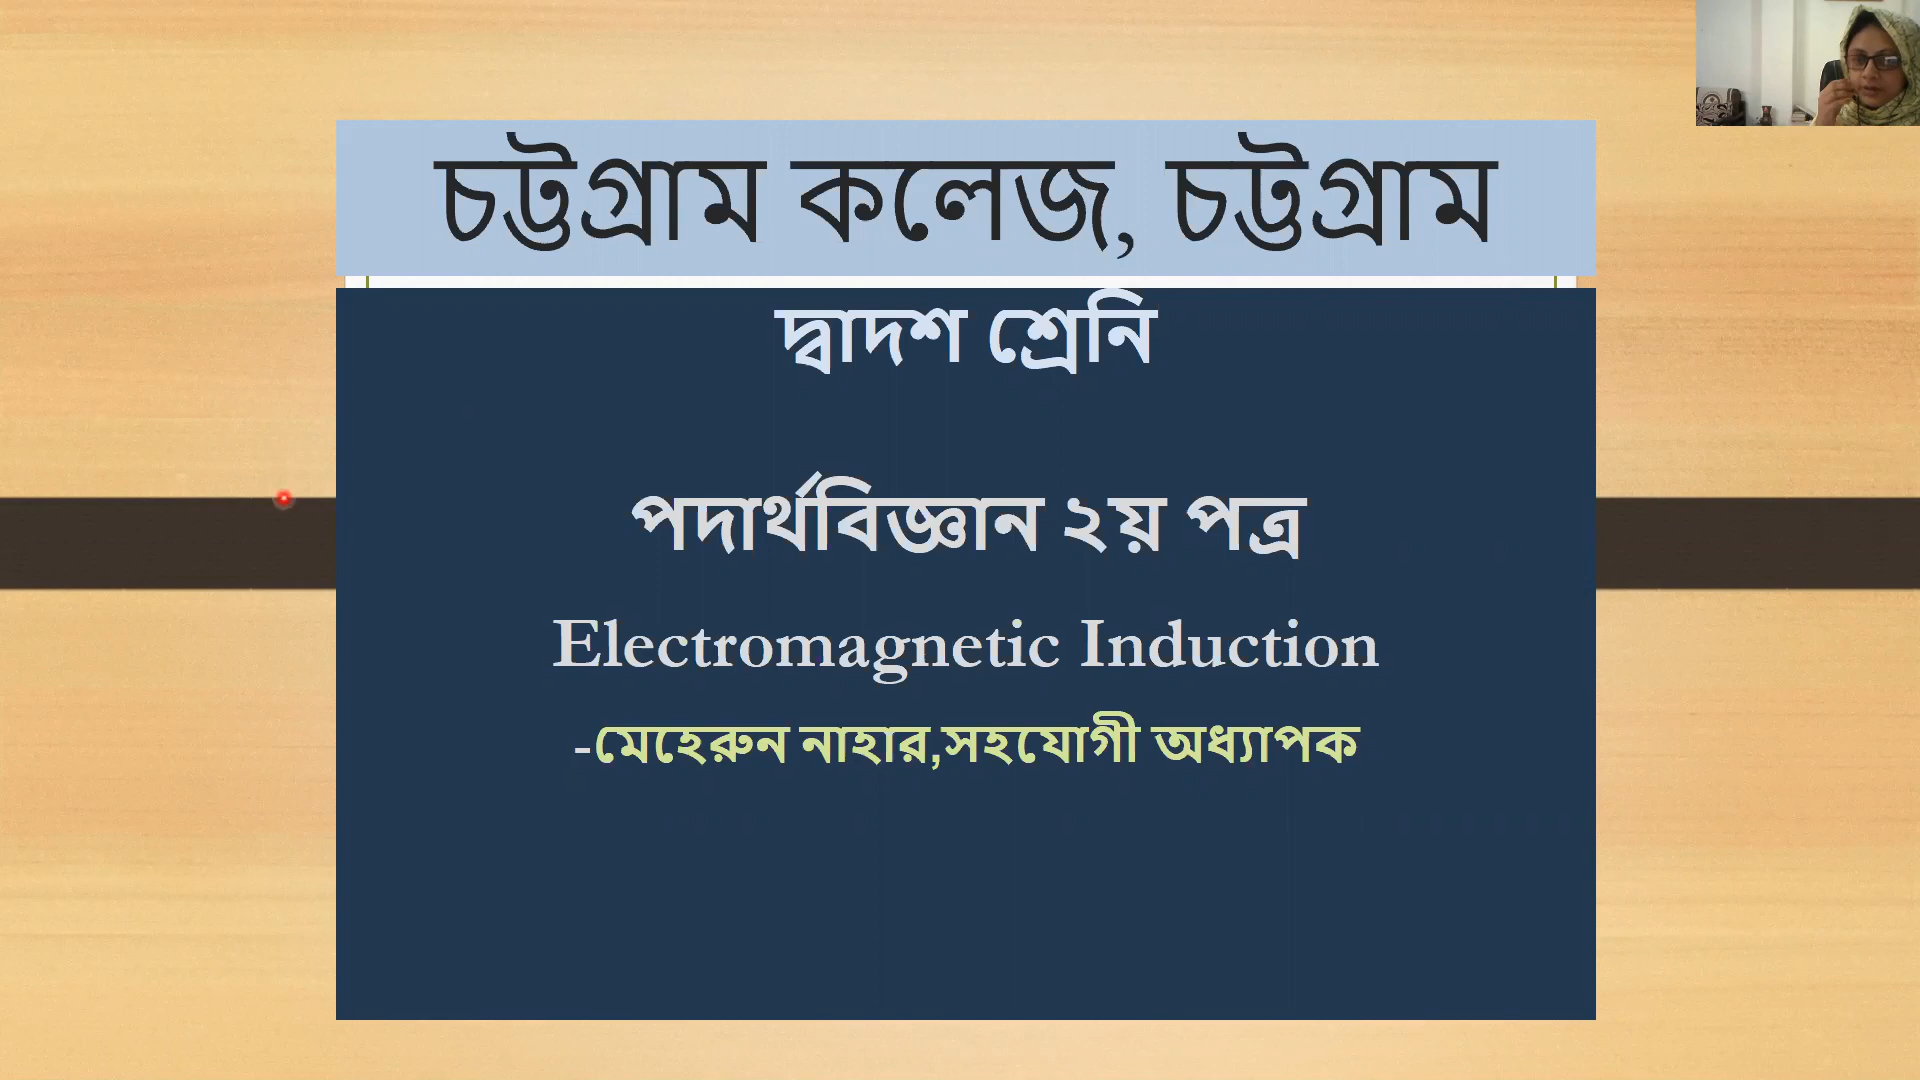 চট্টগ্রাম কলেজ, চট্টগ্রাম
দ্বাদশ শ্রেনি
পদার্থবিজ্ঞান ২য় পত্র
Electromagnetic Induction
-মেহেরুন নাহার,সহযোগী অধ্যাপক